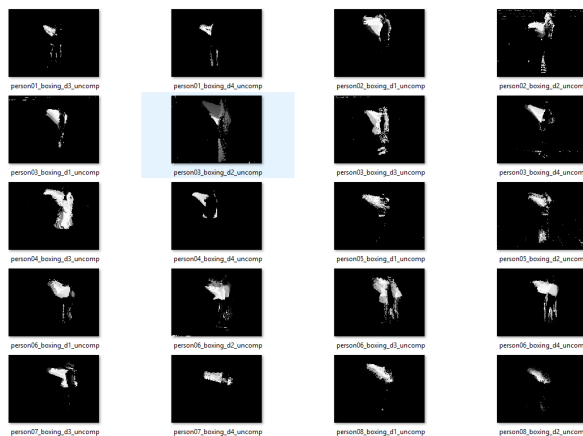 person01_boxing_d3_uncomp
person01_boxing_d4_uncomp
person02_boxing_d1_uncomp
person02_boxing_d2_uncomp
person03_boxing_d1_uncomp
person03_boxing_d2_uncomp
person03_boxing_d3_uncomp
person03_boxing_d4_uncomp
person04_boxing_d3_uncomp
person04_boxing_d4_uncomp
person05_boxing_d1_uncomp
person05_boxing_d2_uncomp
person06_boxing_d1_uncomp
person06_boxing_d2_uncomp
person06_boxing_d3_uncomp
person06_boxing_d4_uncomp
person07_boxing_d3_uncomp
person07_boxing_d4_uncomp
person08_boxing_d1_uncomp
person08_boxing_d2_uncomp